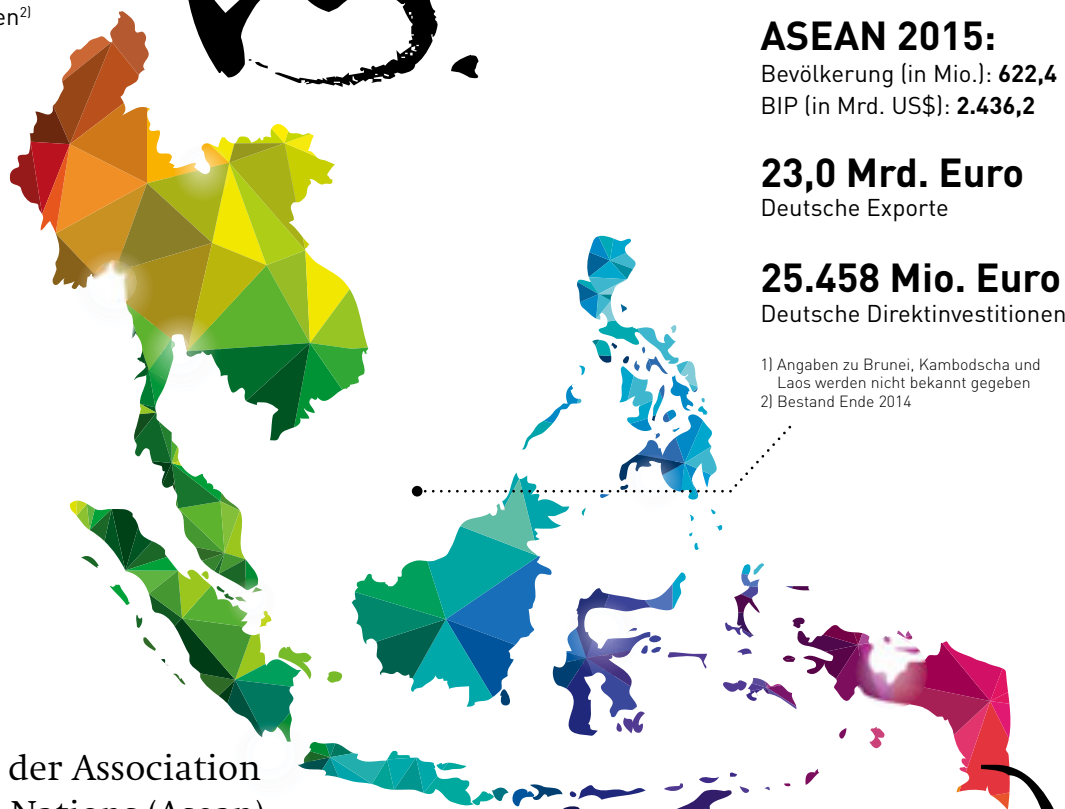 en2)
ASEAN 2015:
Bevölkerung (in Mio.): 622,4
BIP (in Mrd. US$): 2.436,2
23,0 Mrd. Euro
Deutsche Exporte
25.458 Mio. Euro
Deutsche Direktinvestitionen
1) Angaben zu Brunei, Kambodscha und
Laos werden nicht bekannt gegeben
2) Bestand Ende 2014
der Association
Nations (Asean)